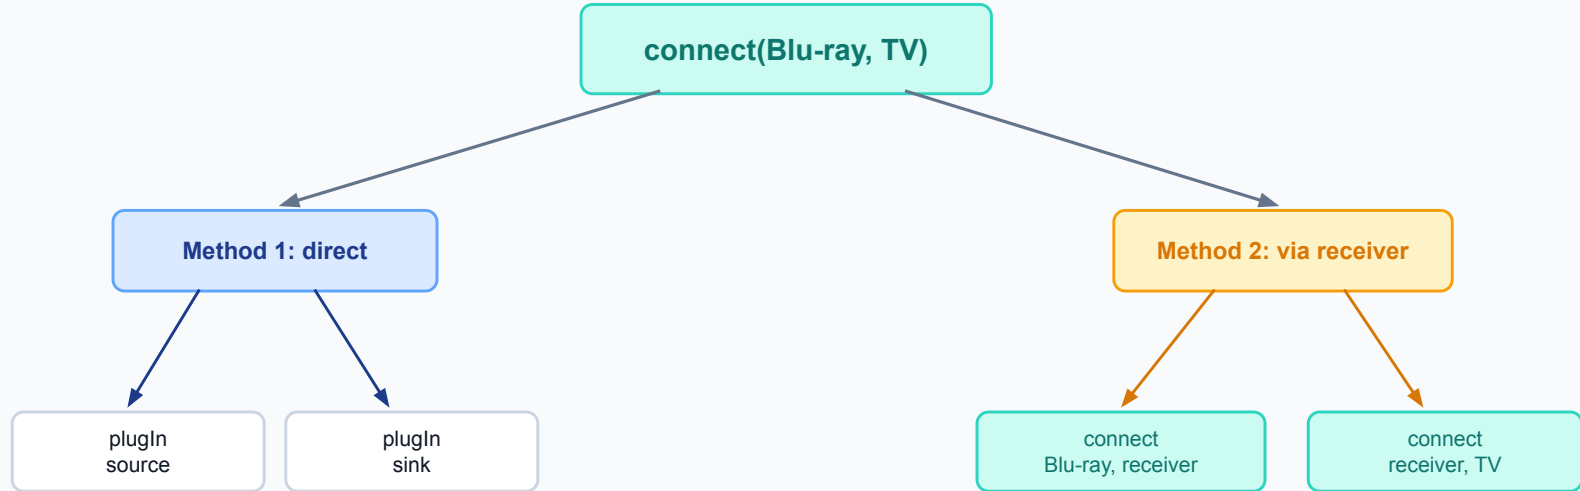 connect(Blu-ray, TV)
Method 1: direct
Method 2: via receiver
plugIn
source
plugIn
sink
connect
Blu-ray, receiver
connect
receiver, TV